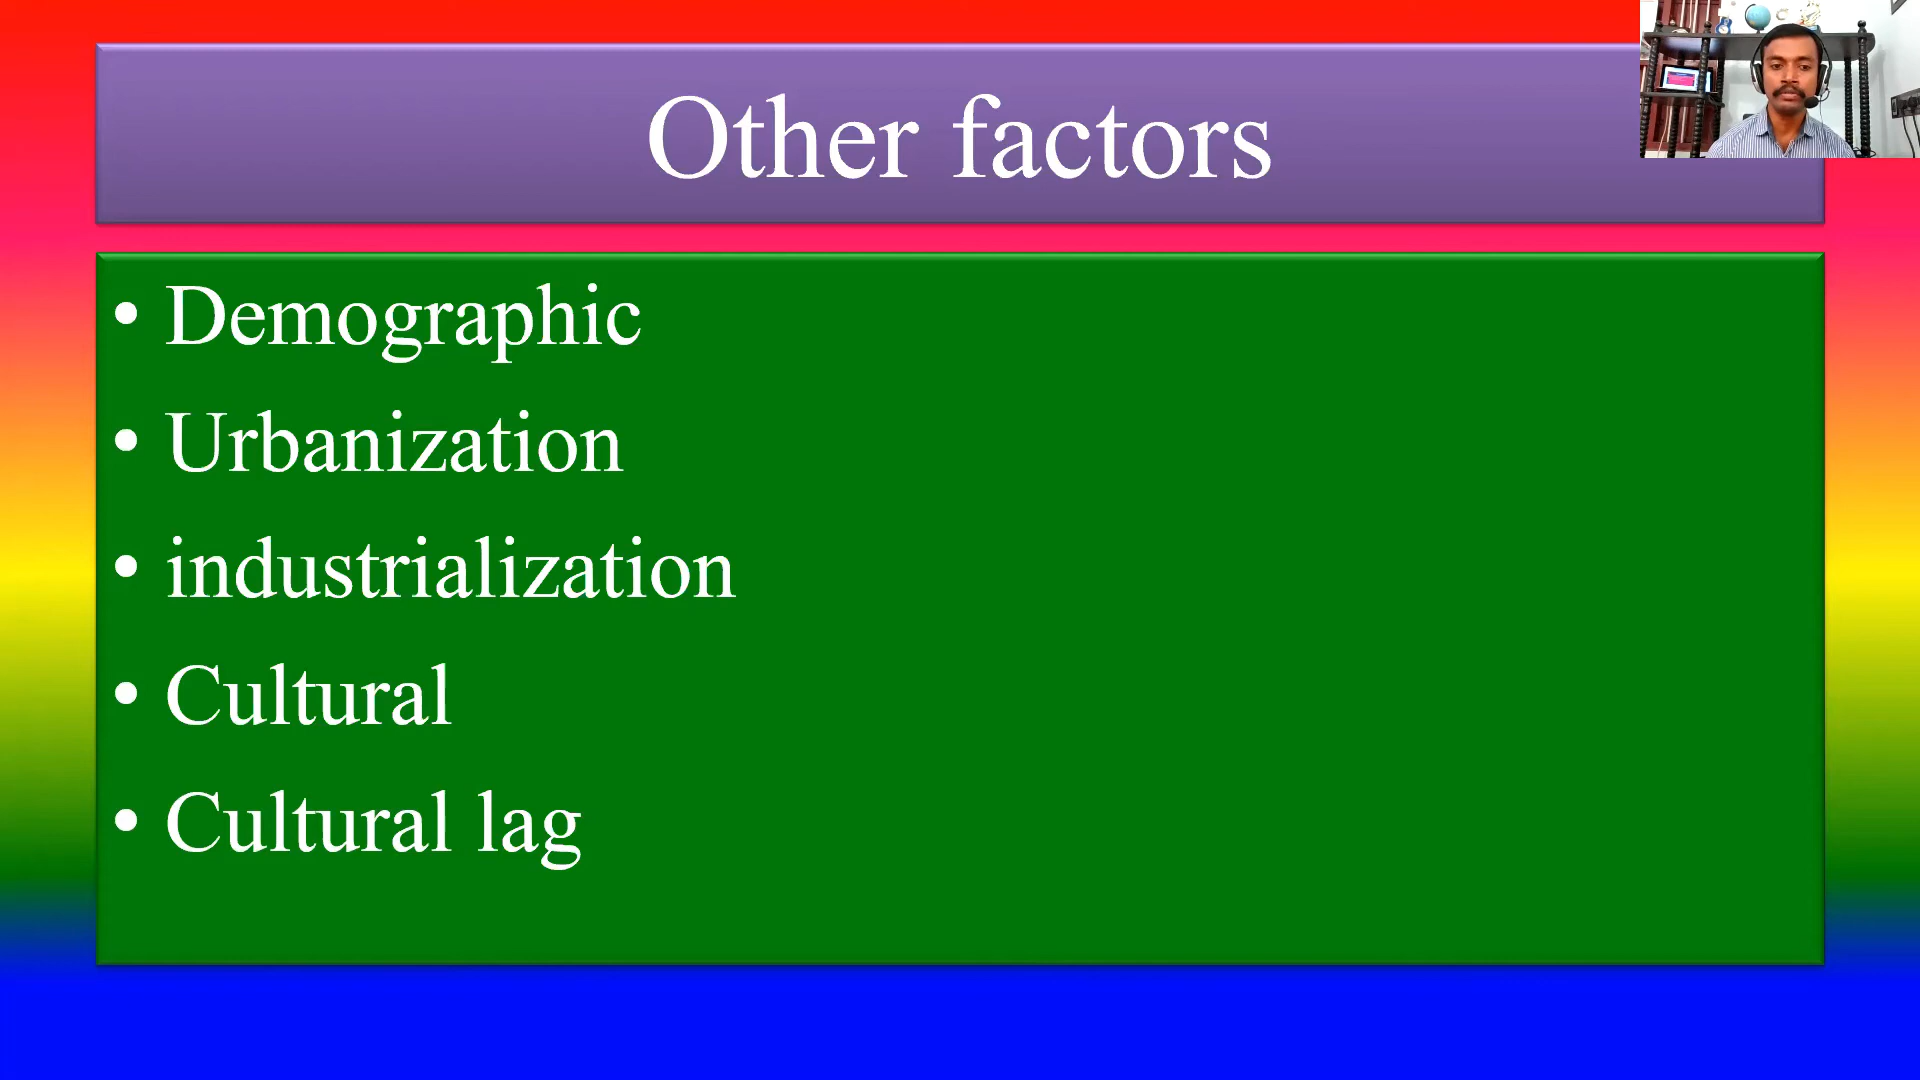 Other factors
• Demographic
• Urbanization
• industrialization
• Cultural
• Cultural lag